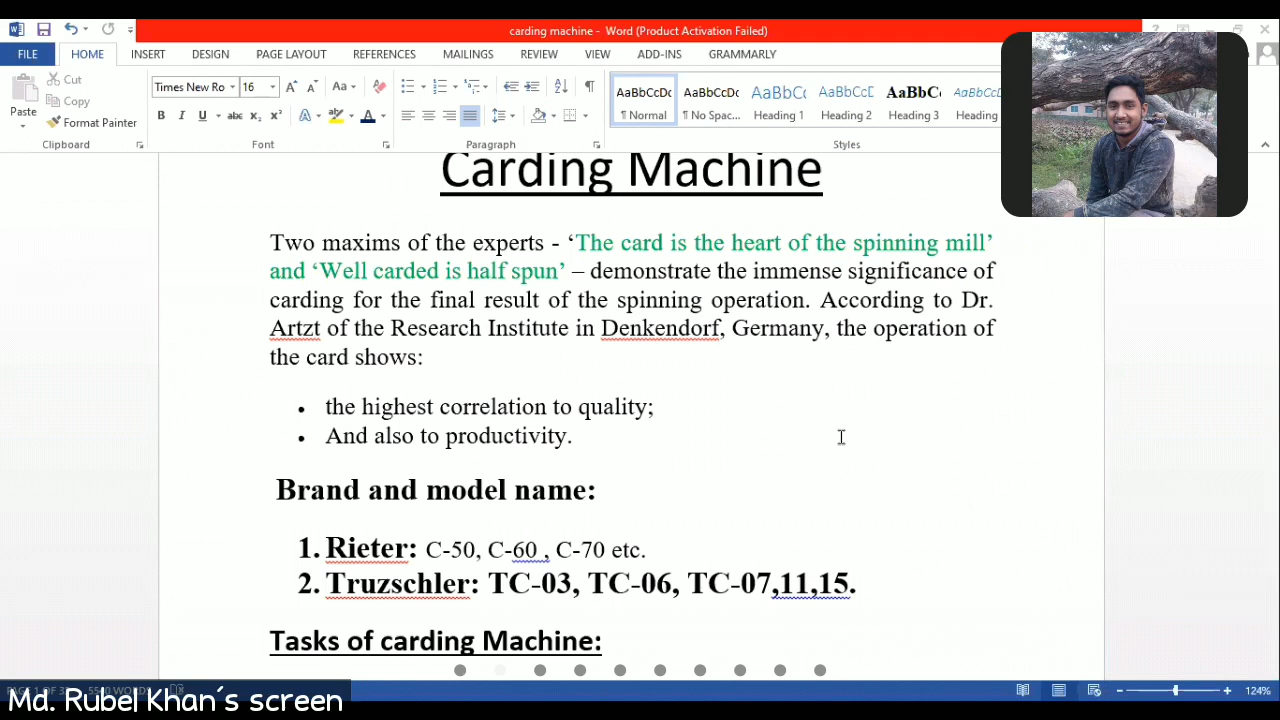 carding machine - Word (Product Activation Failed)
FILE HOME INSERT DESIGN PAGE LAYOUT REFERENCES MAILINGS REVIEW VIEW ADD-INS GRAMMARLY
Cut
Copy
Format Painter
Paste
Clipboard
Times New Ro 16
Font
Paragraph
AaBbCcDc AaBbCcDc AaBbCc AaBbCcD AaBbCc AaBbCcD
¶ Normal ¶ No Spac... Heading 1 Heading 2 Heading 3 Heading
Styles
Carding Machine
Two maxims of the experts - ‘The card is the heart of the spinning mill’
and ‘Well carded is half spun’ – demonstrate the immense significance of
carding for the final result of the spinning operation. According to Dr.
Artzt of the Research Institute in Denkendorf, Germany, the operation of
the card shows:
• the highest correlation to quality;
• And also to productivity.
Brand and model name:
1. Rieter: C-50, C-60 , C-70 etc.
2. Truzschler: TC-03, TC-06, TC-07,11,15.
Tasks of carding Machine:
Md. Rubel Khan's screen
124%